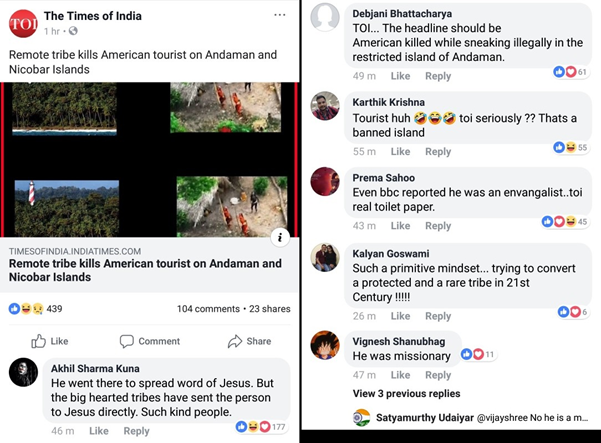 TOI
The Times of India
1 hr ·
Remote tribe kills American tourist on Andaman and
Nicobar Islands
i
TIMESOFINDIA.INDIATIMES.COM
Remote tribe kills American tourist on Andaman and
Nicobar Islands
439
104 comments • 23 shares
Like
Comment
Share
Akhil Sharma Kuna
He went there to spread word of Jesus. But
the big hearted tribes have sent the person
to Jesus directly. Such kind people.
177
46 m Like Reply
Debjani Bhattacharya
TOI... The headline should be
American killed while sneaking illegally in the
restricted island of Andaman.
61
49 m Like Reply
Karthik Krishna
Tourist huh 🤣😂🤣 toi seriously ?? Thats a
banned island
55
55 m Like Reply
Prema Sahoo
Even bbc reported he was an envangalist..toi
real toilet paper.
45
43 m Like Reply
Kalyan Goswami
Such a primitive mindset... trying to convert
a protected and a rare tribe in 21st
Century !!!!!
6
26 m Like Reply
Vignesh Shanubhag
He was missionary
11
47 m Like Reply
View 3 previous replies
Satyamurthy Udaiyar @vijayshree No he is a m...